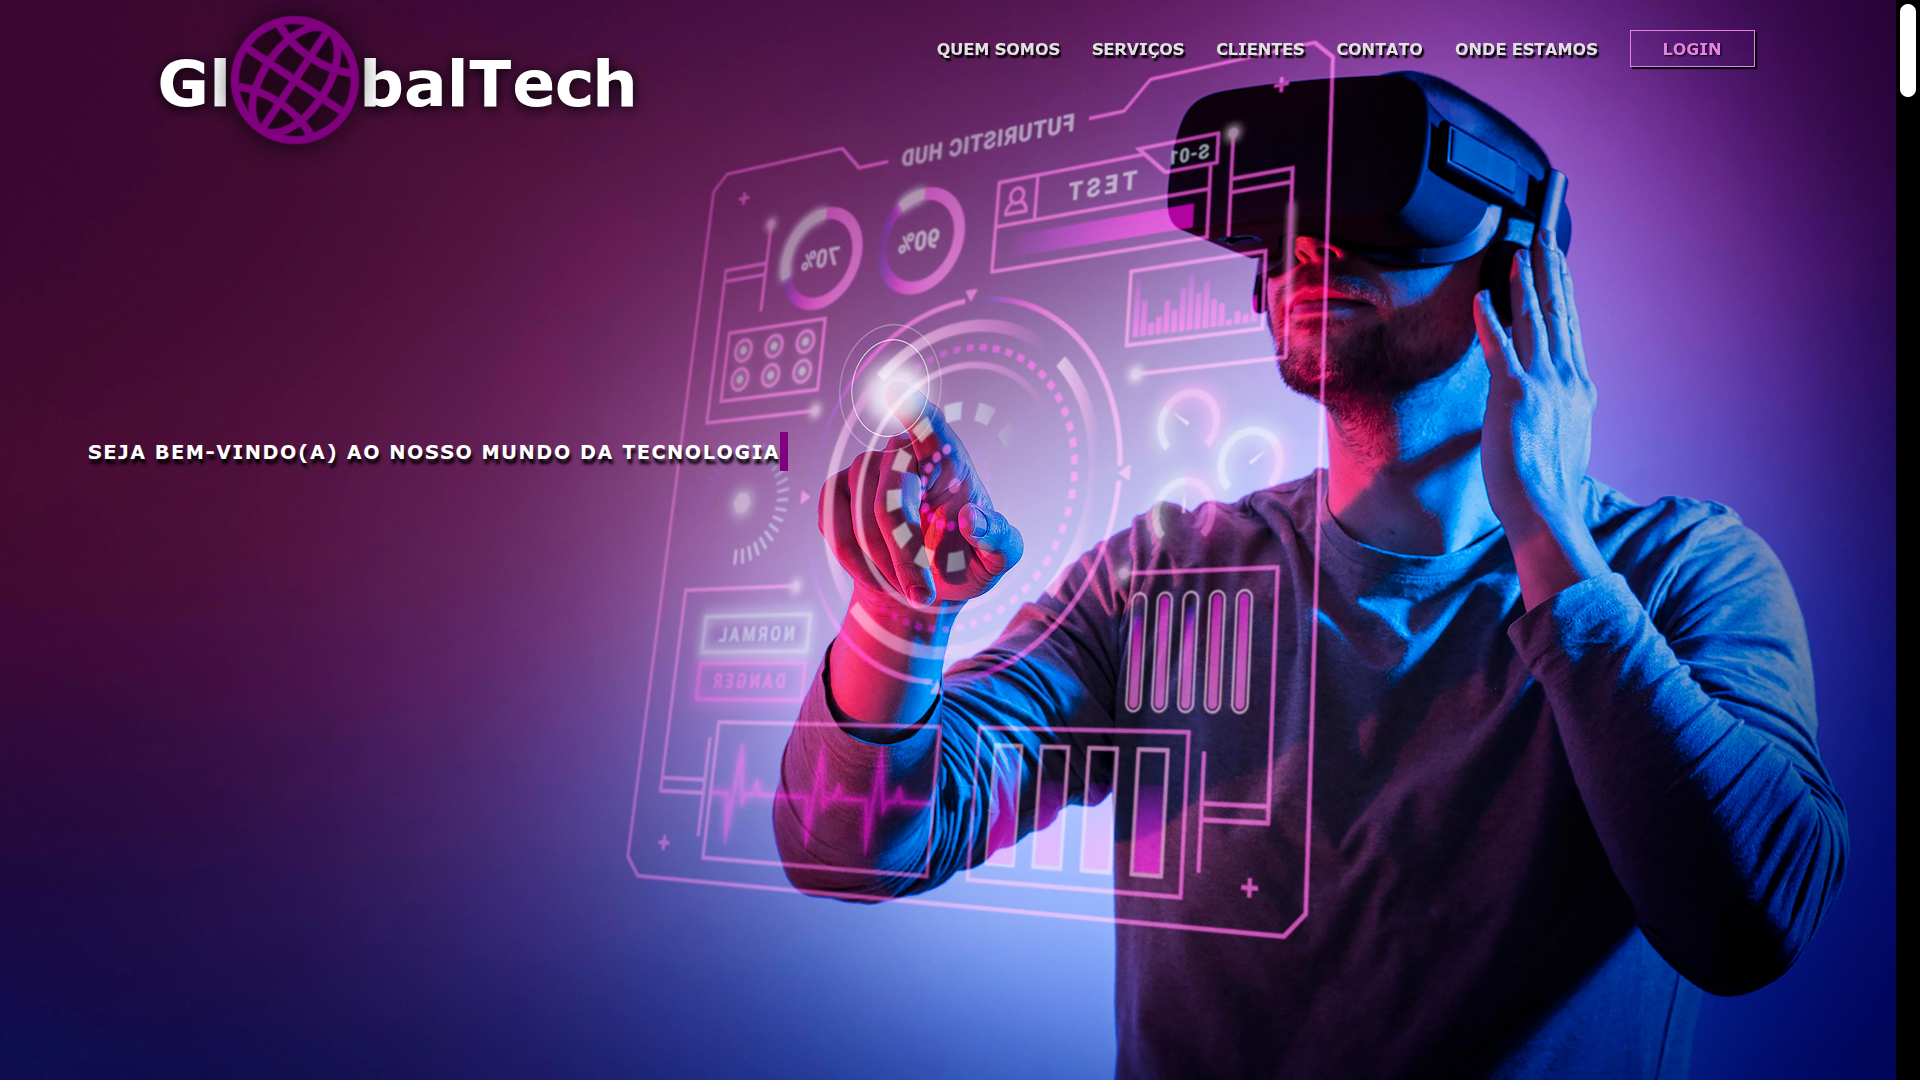 GlobalTech
QUEM SOMOS SERVIÇOS CLIENTES CONTATO ONDE ESTAMOS LOGIN
FUTURISTIC HUD
S-01
TEST
70% 90%
SEJA BEM-VINDO(A) AO NOSSO MUNDO DA TECNOLOGIA
NORMAL
DANGER